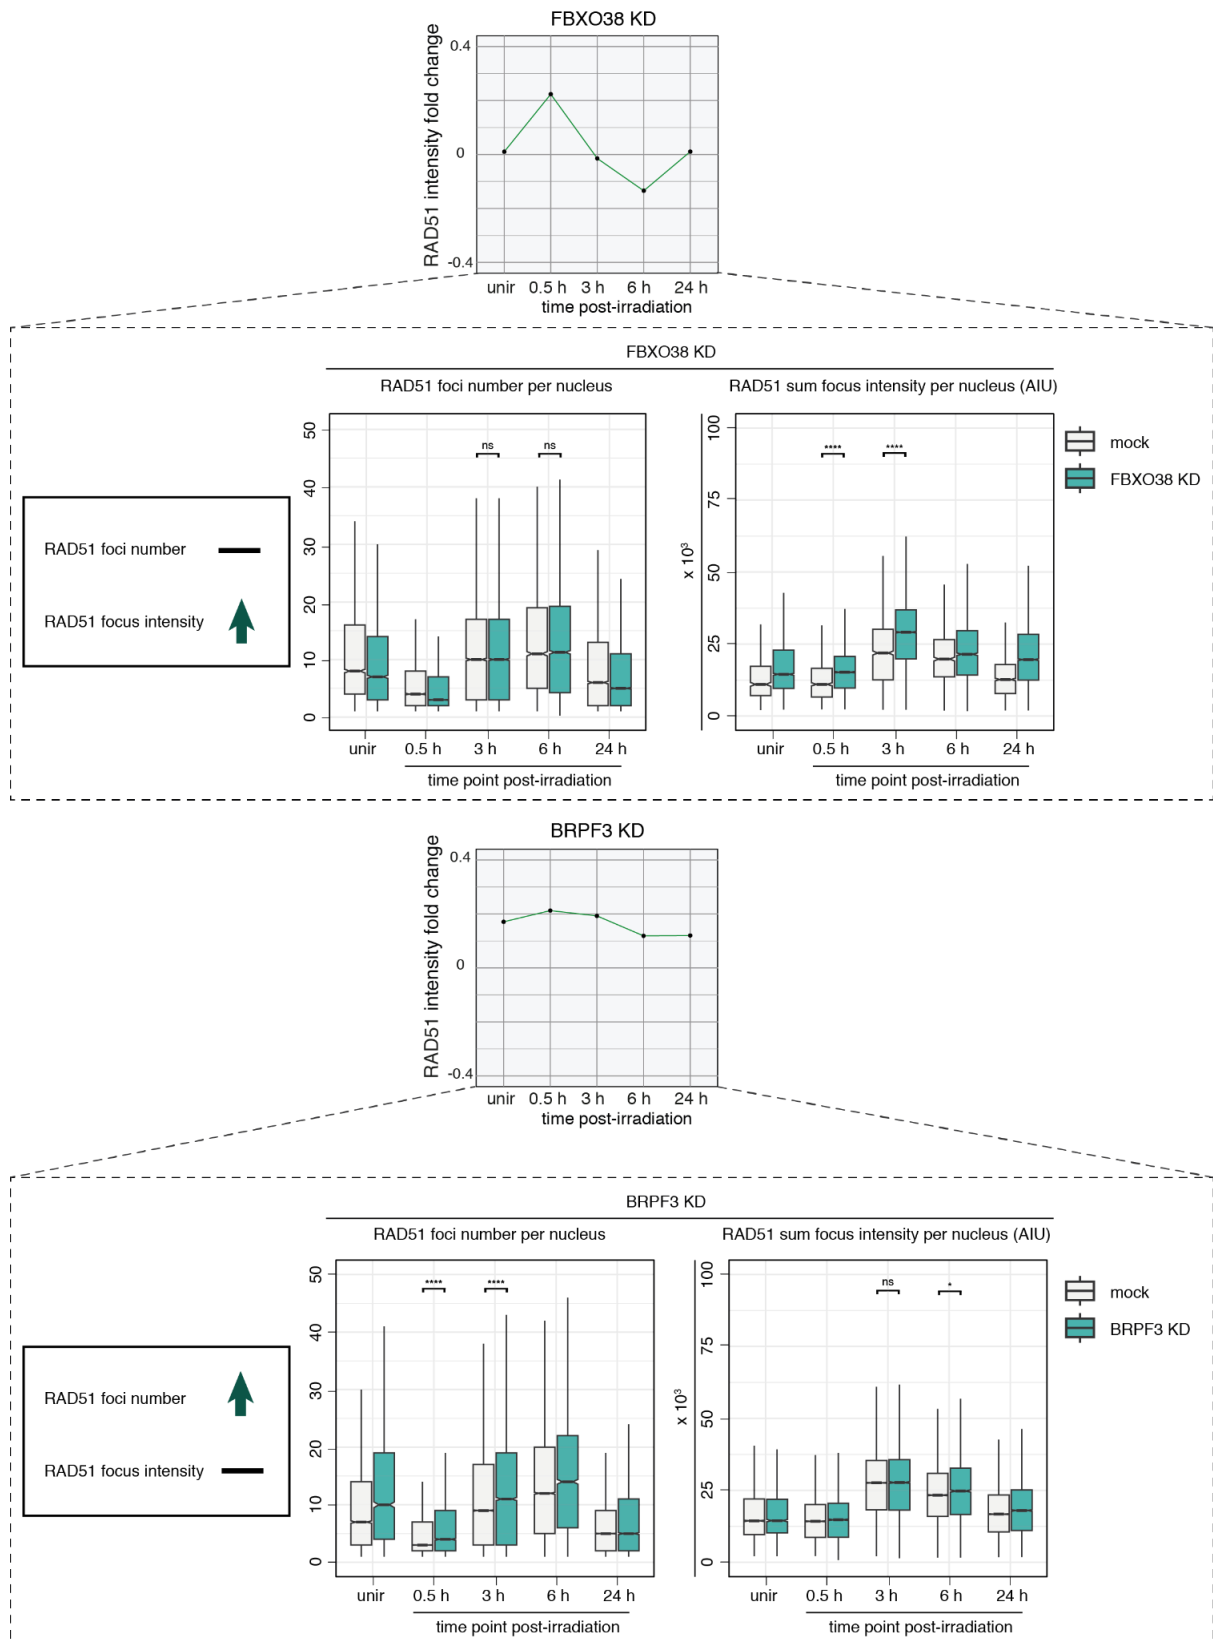 FBXO38 KD
RAD51 intensity fold change
0.4
0
-0.4
unir 0.5 h 3 h 6 h 24 h
time post-irradiation
FBXO38 KD
RAD51 foci number per nucleus
RAD51 sum focus intensity per nucleus (AIU)
RAD51 foci number
RAD51 focus intensity
50
40
30
20
10
0
ns
ns
unir 0.5 h 3 h 6 h 24 h
time point post-irradiation
x 10³
100
75
50
25
0
****
****
unir 0.5 h 3 h 6 h 24 h
time point post-irradiation
mock
FBXO38 KD
BRPF3 KD
RAD51 intensity fold change
0.4
0
-0.4
unir 0.5 h 3 h 6 h 24 h
time post-irradiation
BRPF3 KD
RAD51 foci number per nucleus
RAD51 sum focus intensity per nucleus (AIU)
RAD51 foci number
RAD51 focus intensity
50
40
30
20
10
0
****
****
unir 0.5 h 3 h 6 h 24 h
time point post-irradiation
x 10³
100
75
50
25
0
ns
*
unir 0.5 h 3 h 6 h 24 h
time point post-irradiation
mock
BRPF3 KD